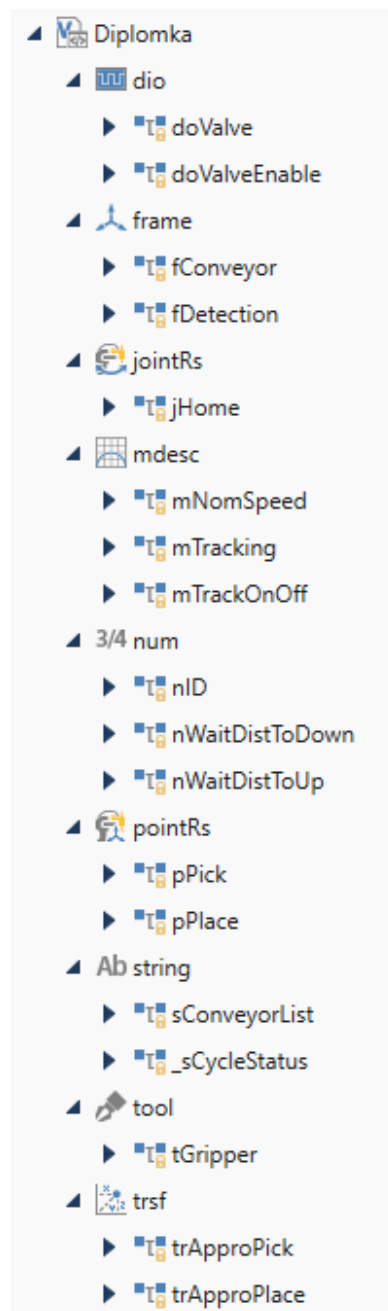 Diplomka
dio
doValve
doValveEnable
frame
fConveyor
fDetection
jointRs
jHome
mdesc
mNomSpeed
mTracking
mTrackOnOff
3/4 num
nID
nWaitDistToDown
nWaitDistToUp
pointRs
pPick
pPlace
Ab string
sConveyorList
_sCycleStatus
tool
tGripper
trsf
trApproPick
trApproPlace